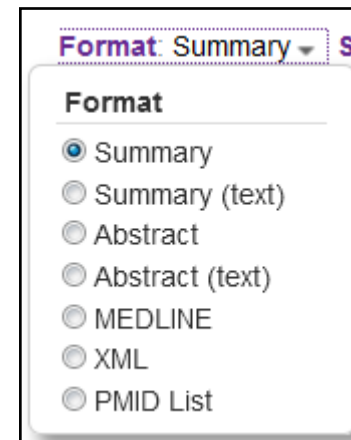 Format: Summary S
Format
Summary
Summary (text)
Abstract
Abstract (text)
MEDLINE
XML
PMID List